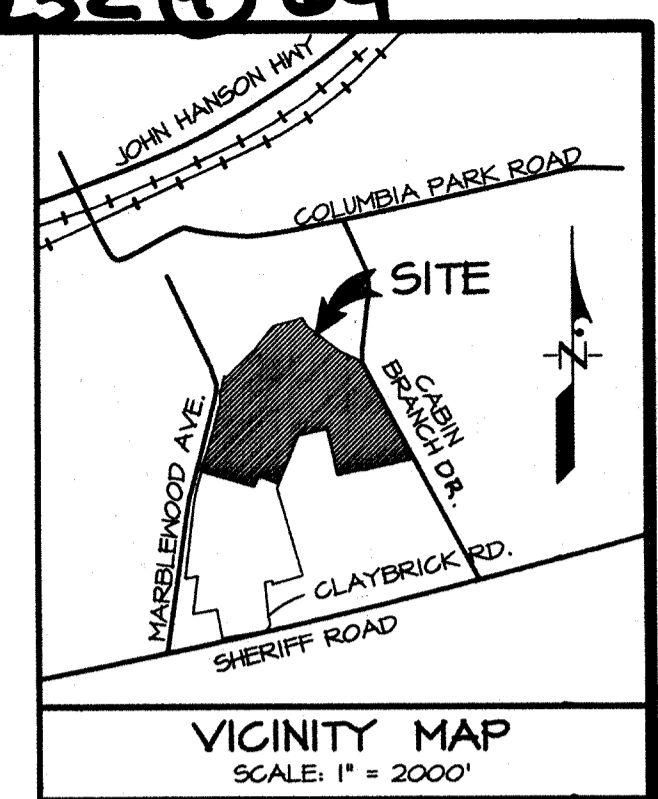 JOHN HANSON HWY
COLUMBIA PARK ROAD
SITE
N
CABIN
BRANCH DR.
MARBLEWOOD AVE.
CLAYBRICK RD.
SHERIFF ROAD
VICINITY MAP
SCALE: 1" = 2000'